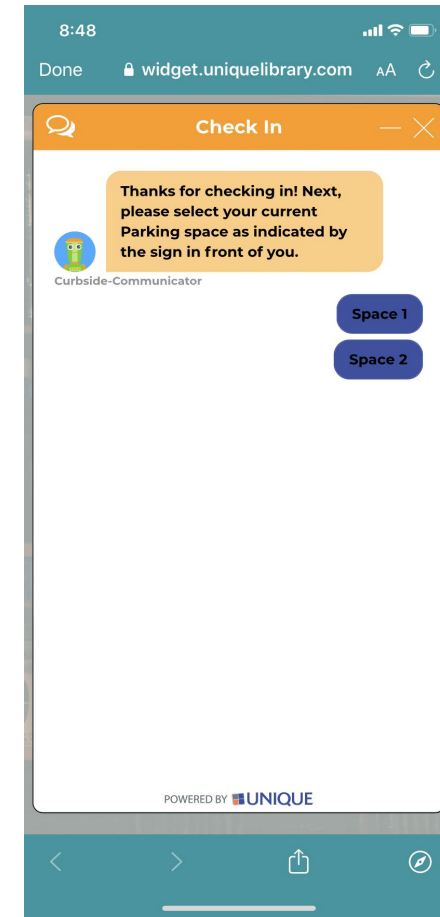 8:48
Done widget.uniquelibrary.com AA
Check In
Thanks for checking in! Next,
please select your current
Parking space as indicated by
the sign in front of you.
Curbside-Communicator
Space 1
Space 2
POWERED BY UNIQUE